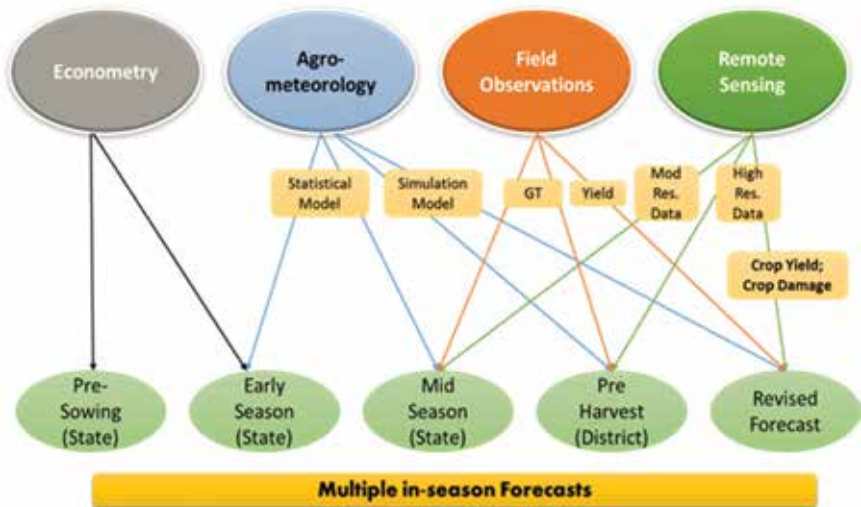 Econometry
Agro-
meteorology
Field
Observations
Remote
Sensing
Statistical
Model
Simulation
Model
GT
Yield
Mod
Res.
Data
High
Res.
Data
Crop Yield;
Crop Damage
Pre-
Sowing
(State)
Early
Season
(State)
Mid
Season
(State)
Pre
Harvest
(District)
Revised
Forecast
Multiple in-season Forecasts